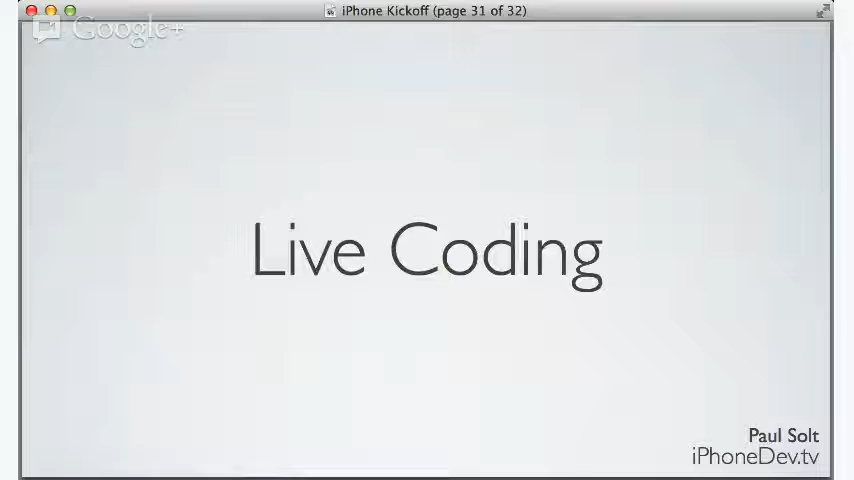 iPhone Kickoff (page 31 of 32)
Google+
Live Coding
Paul Solt
iPhoneDev.tv